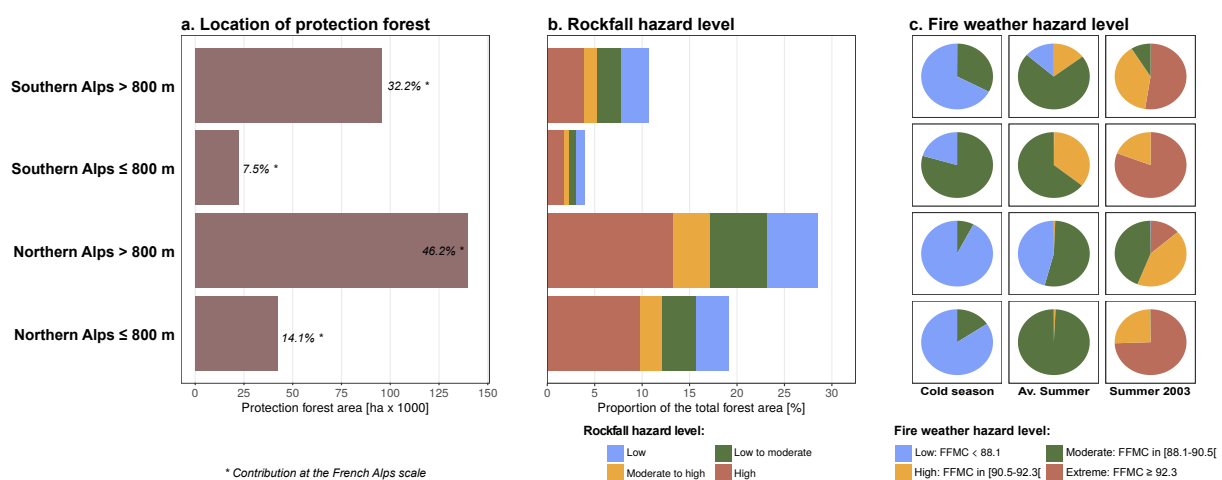 a. Location of protection forest
b. Rockfall hazard level
c. Fire weather hazard level
Southern Alps > 800 m
32.2% *
Southern Alps ≤ 800 m
7.5% *
Northern Alps > 800 m
46.2% *
Northern Alps ≤ 800 m
14.1% *
0 25 50 75 100 125 150
Protection forest area [ha x 1000]
0 5 10 15 20 25 30
Proportion of the total forest area [%]
Cold season Av. Summer Summer 2003
Rockfall hazard level:
Low Low to moderate
Moderate to high High
Fire weather hazard level:
Low: FFMC < 88.1 Moderate: FFMC in [88.1-90.5[
High: FFMC in [90.5-92.3[ Extreme: FFMC ≥ 92.3
* Contribution at the French Alps scale